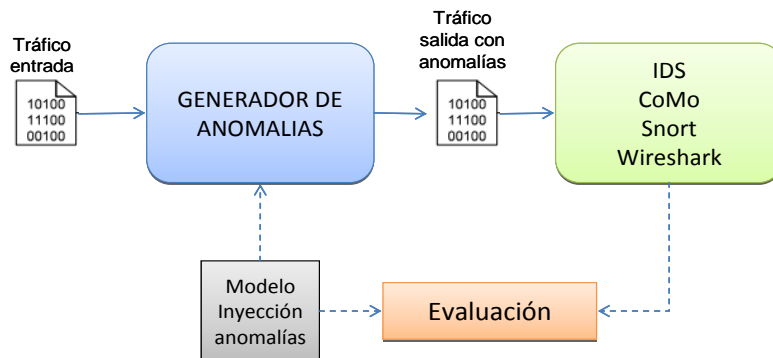 Tráfico
entrada
10100
11100
00100
GENERADOR DE
ANOMALIAS
Tráfico
salida con
anomalías
10100
11100
00100
IDS
CoMo
Snort
Wireshark
Modelo
Inyección
anomalías
Evaluación